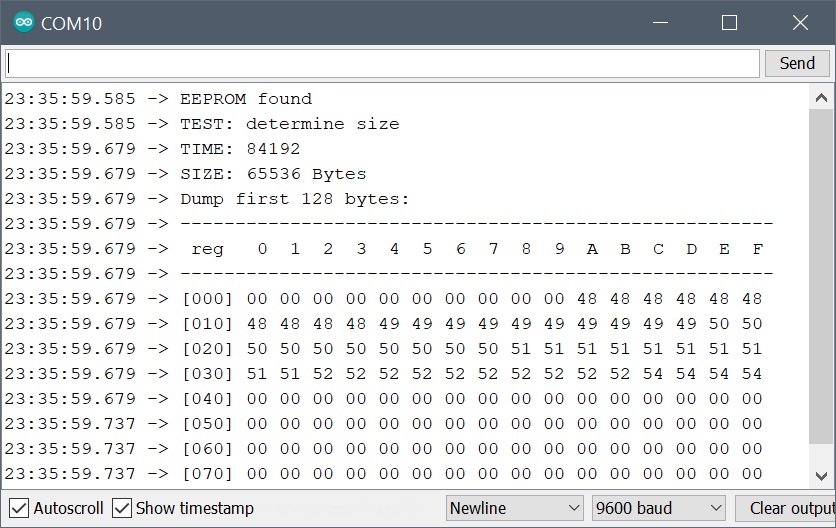 COM10
Send
23:35:59.585 -> EEPROM found
23:35:59.585 -> TEST: determine size
23:35:59.679 -> TIME: 84192
23:35:59.679 -> SIZE: 65536 Bytes
23:35:59.679 -> Dump first 128 bytes:
23:35:59.679 -> ------------------------------------------------------
23:35:59.679 ->  reg   0  1  2  3  4  5  6  7  8  9  A  B  C  D  E  F
23:35:59.679 -> ------------------------------------------------------
23:35:59.679 -> [000] 00 00 00 00 00 00 00 00 00 00 48 48 48 48 48 48
23:35:59.679 -> [010] 48 48 48 48 49 49 49 49 49 49 49 49 49 49 50 50
23:35:59.679 -> [020] 50 50 50 50 50 50 50 50 51 51 51 51 51 51 51 51
23:35:59.679 -> [030] 51 51 52 52 52 52 52 52 52 52 52 52 54 54 54 54
23:35:59.679 -> [040] 00 00 00 00 00 00 00 00 00 00 00 00 00 00 00 00
23:35:59.737 -> [050] 00 00 00 00 00 00 00 00 00 00 00 00 00 00 00 00
23:35:59.737 -> [060] 00 00 00 00 00 00 00 00 00 00 00 00 00 00 00 00
23:35:59.737 -> [070] 00 00 00 00 00 00 00 00 00 00 00 00 00 00 00 00
Autoscroll Show timestamp Newline 9600 baud Clear output